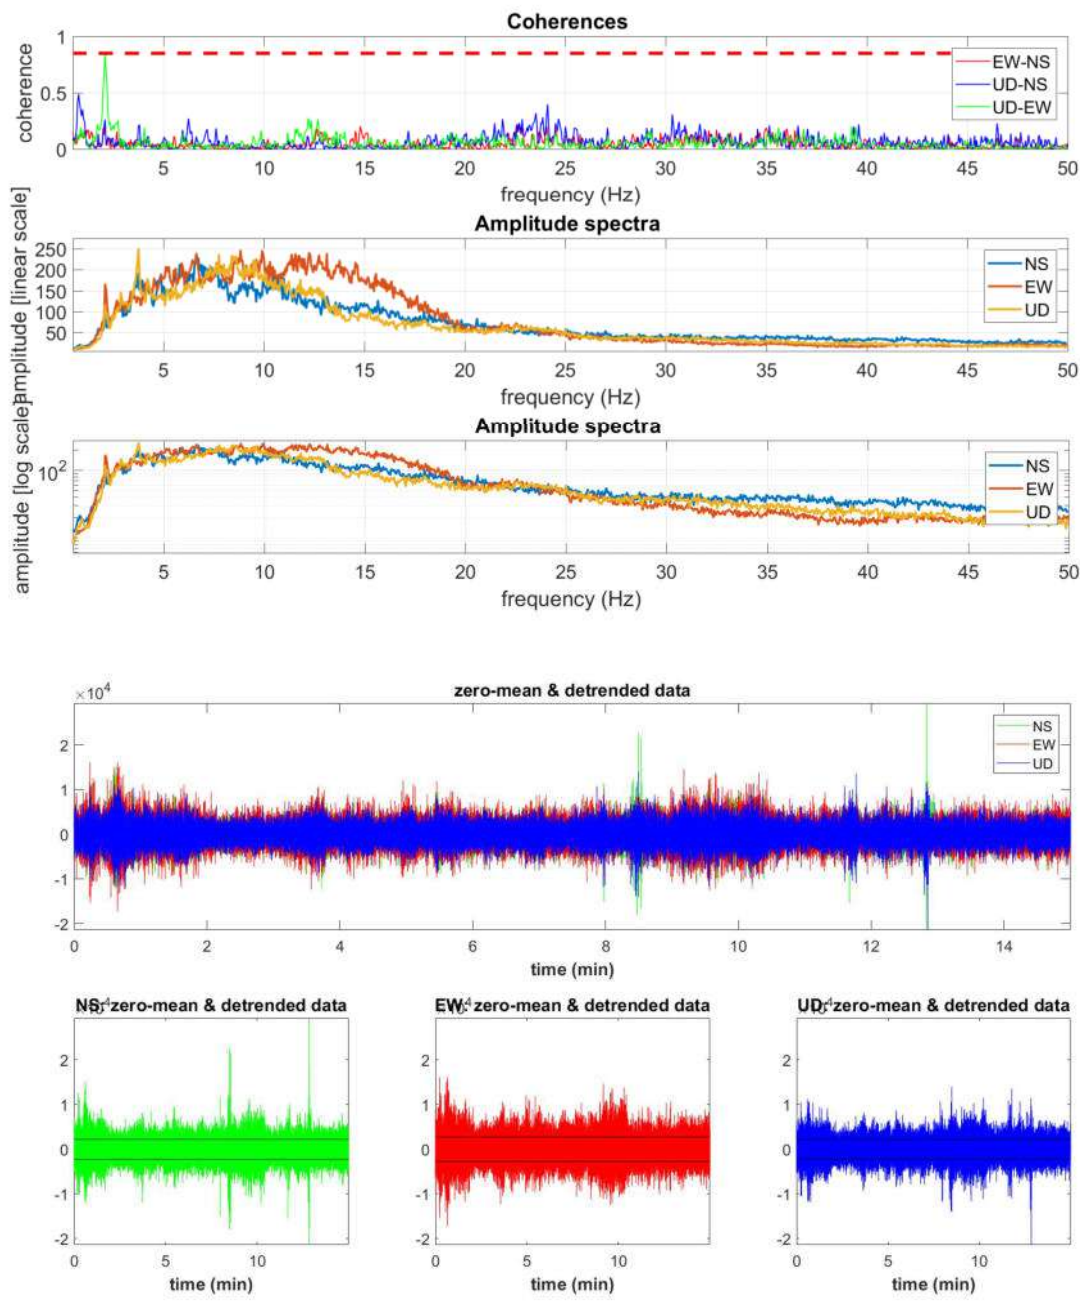 Coherences
coherence
1
0.5
0
EW-NS
UD-NS
UD-EW
5 10 15 20 25 30 35 40 45 50
frequency (Hz)
Amplitude spectra
amplitude [linear scale]
250
200
150
100
50
NS
EW
UD
5 10 15 20 25 30 35 40 45 50
frequency (Hz)
Amplitude spectra
amplitude [log scale]
10²
NS
EW
UD
5 10 15 20 25 30 35 40 45 50
frequency (Hz)
zero-mean & detrended data
×10⁴
2
1
0
-1
-2
NS
EW
UD
0 2 4 6 8 10 12 14
time (min)
NS: zero-mean & detrended data
2
1
0
-1
-2
0 5 10
time (min)
EW: zero-mean & detrended data
2
1
0
-1
-2
0 5 10
time (min)
UD: zero-mean & detrended data
2
1
0
-1
-2
0 5 10
time (min)